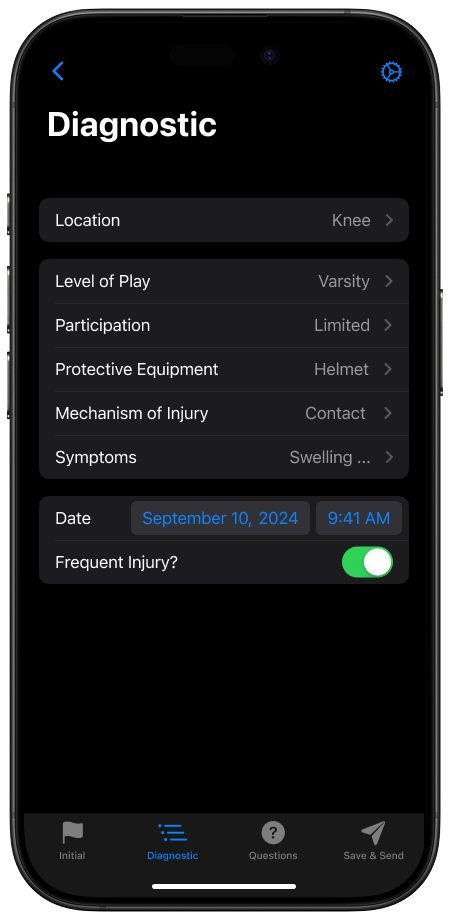 Diagnostic
Location Knee
Level of Play Varsity
Participation Limited
Protective Equipment Helmet
Mechanism of Injury Contact
Symptoms Swelling ...
Date September 10, 2024 9:41 AM
Frequent Injury?
Initial Diagnostic Questions Save & Send